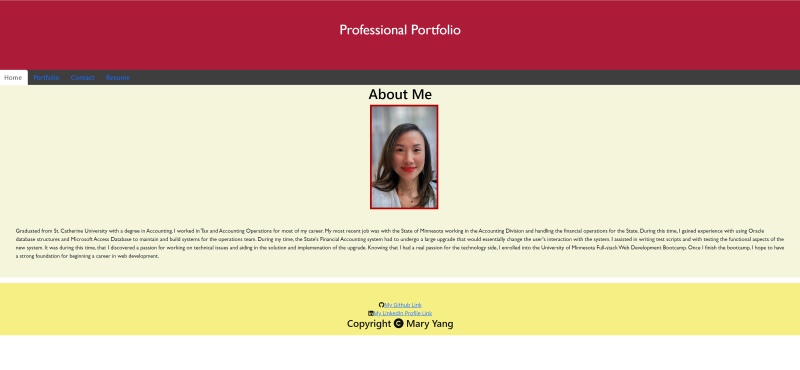 Professional Portfolio
Home Portfolio Contact Resume
About Me
Graduated from St. Catherine University with a degree in Accounting. I worked in Tax and Accounting Operations for most of my career. My most recent job was with the State of Minnesota working in the Accounting Division and handling the financial operations for the State. During this time, I gained experience with using Oracle
database structures and Microsoft Access Database to maintain and build systems for the operations team. During my time, the State's Financial Accounting system had to undergo a large upgrade that would essentially change the user's interaction with the system. I assisted in writing test scripts and with testing the functional aspects of the
new system. It was during this time, that I discovered a passion for working on technical issues and aiding in the solution and implementation of the upgrade. Knowing that I had a real passion for the technology side, I enrolled into the University of Minnesota Full-stack Web Development Bootcamp. Once I finish the bootcamp, I hope to have
a strong foundation for beginning a career in web development.
My Github Link
My LinkedIn Profile Link
Copyright C Mary Yang